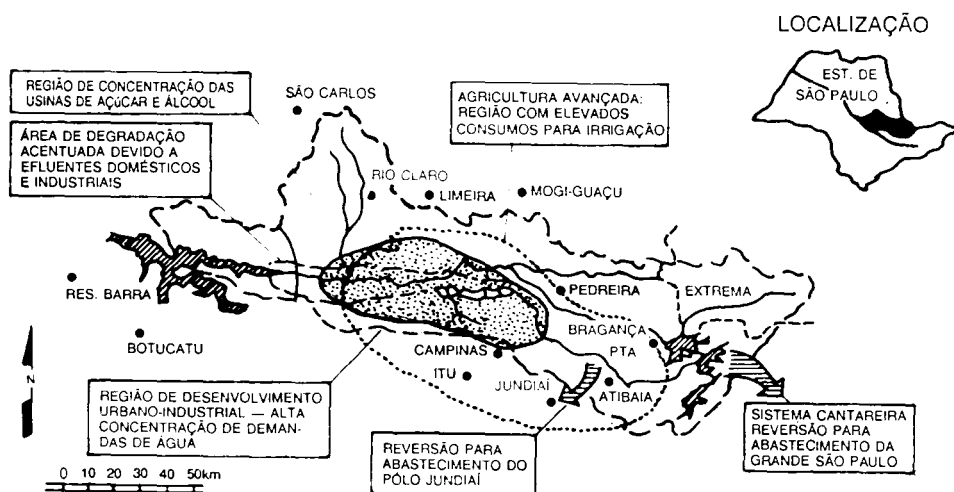 LOCALIZAÇÃO
EST. DE
SÃO PAULO
REGIÃO DE CONCENTRAÇÃO DAS
USINAS DE AÇúCAR E ÁLCOOL
SÃO CARLOS
AGRICULTURA AVANÇADA:
REGIÃO COM ELEVADOS
CONSUMOS PARA IRRIGAÇÃO
ÁREA DE DEGRADAÇÃO
ACENTUADA DEVIDO A
EFLUENTES DOMÉSTICOS
E INDUSTRIAIS
RIO CLARO
LIMEIRA
MOGI-GUAÇU
RES. BARRA
PEDREIRA
EXTREMA
BRAGANÇA
PTA
BOTUCATU
CAMPINAS
ITU
JUNDIAÍ
ATIBAIA
N
REGIÃO DE DESENVOLVIMENTO
URBANO-INDUSTRIAL — ALTA
CONCENTRAÇÃO DE DEMAN-
DAS DE ÁGUA
REVERSÃO PARA
ABASTECIMENTO DO
PÓLO JUNDIAÍ
SISTEMA CANTAREIRA
REVERSÃO PARA
ABASTECIMENTO DA
GRANDE SÃO PAULO
0 10 20 30 40 50km